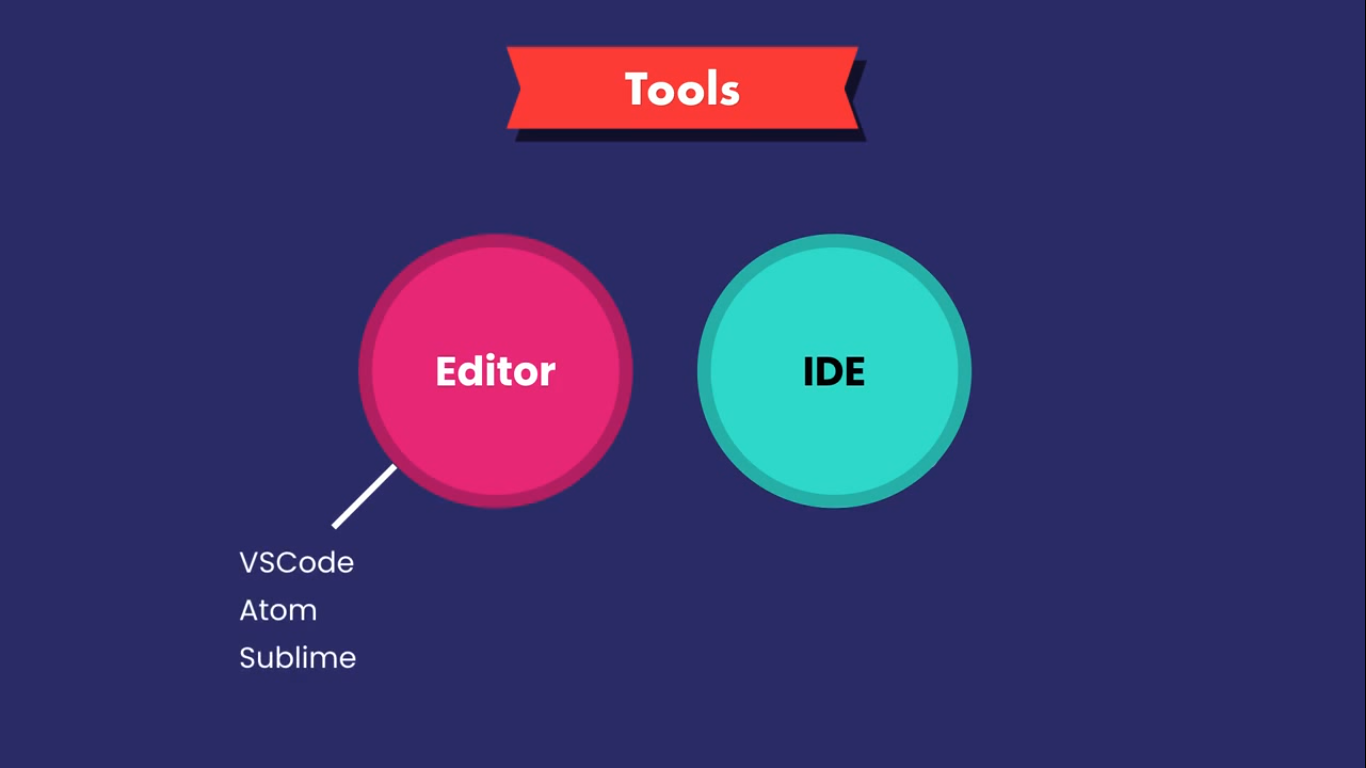 Tools
Editor
IDE
VSCode
Atom
Sublime